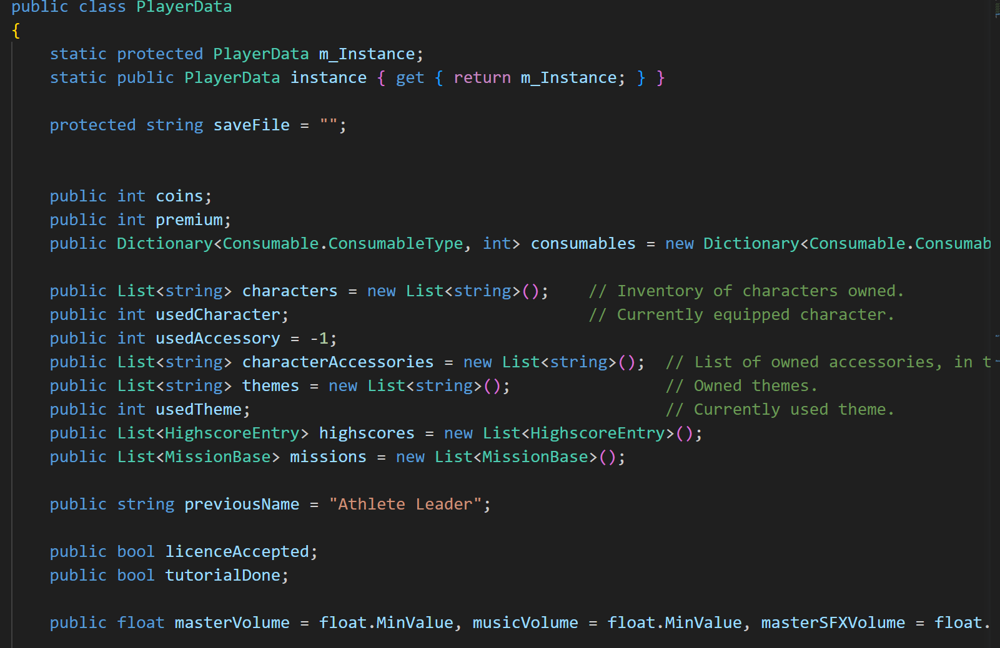 public class PlayerData
{
static protected PlayerData m_Instance;
static public PlayerData instance { get { return m_Instance; } }
protected string saveFile = "";
public int coins;
public int premium;
public Dictionary<Consumable.ConsumableType, int> consumables = new Dictionary<Consumable.Consumab
public List<string> characters = new List<string>();    // Inventory of characters owned.
public int usedCharacter;                               // Currently equipped character.
public int usedAccessory = -1;
public List<string> characterAccessories = new List<string>();  // List of owned accessories, in t
public List<string> themes = new List<string>();                // Owned themes.
public int usedTheme;                                           // Currently used theme.
public List<HighscoreEntry> highscores = new List<HighscoreEntry>();
public List<MissionBase> missions = new List<MissionBase>();
public string previousName = "Athlete Leader";
public bool licenceAccepted;
public bool tutorialDone;
public float masterVolume = float.MinValue, musicVolume = float.MinValue, masterSFXVolume = float.